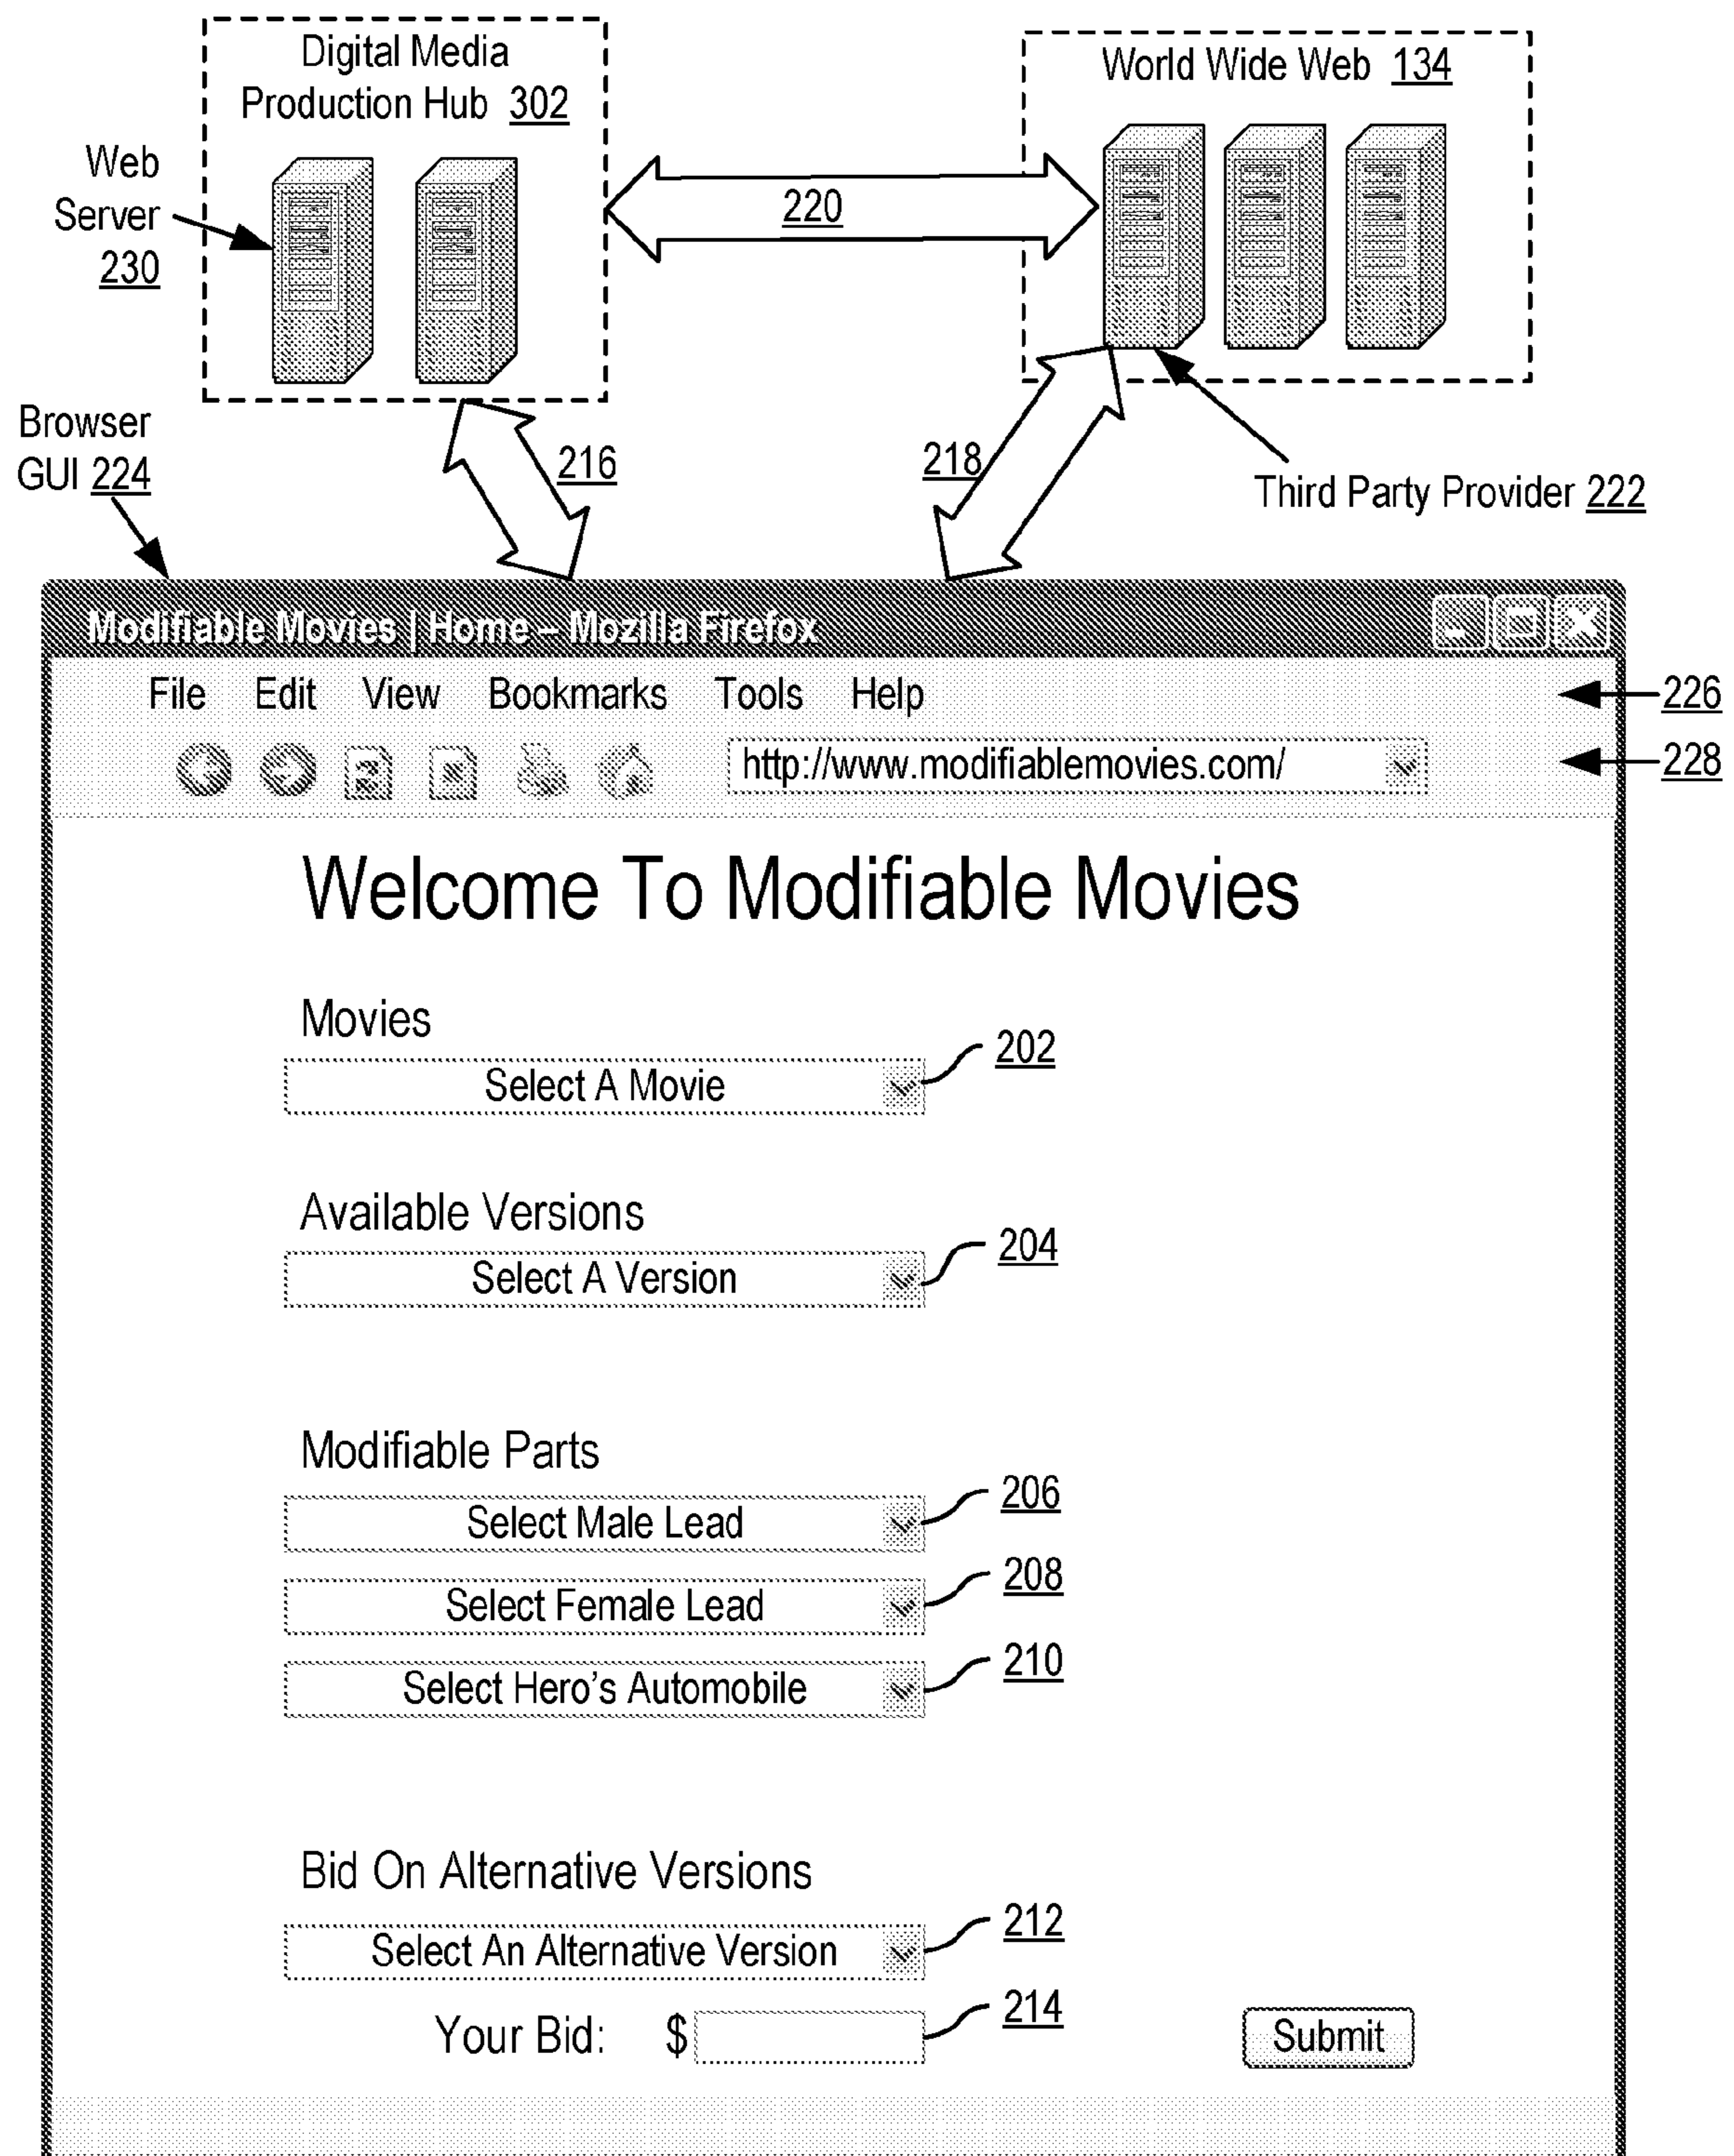 Digital Media
Production Hub 302
World Wide Web 134
Web
Server
230
220
Browser
GUI 224
216
218
Third Party Provider 222
Modifiable Movies | Home – Mozilla Firefox
File Edit View Bookmarks Tools Help
226
http://www.modifiablemovies.com/
228
Welcome To Modifiable Movies
Movies
202
Select A Movie
Available Versions
204
Select A Version
Modifiable Parts
206
Select Male Lead
208
Select Female Lead
210
Select Hero's Automobile
Bid On Alternative Versions
212
Select An Alternative Version
214
Your Bid: $
Submit